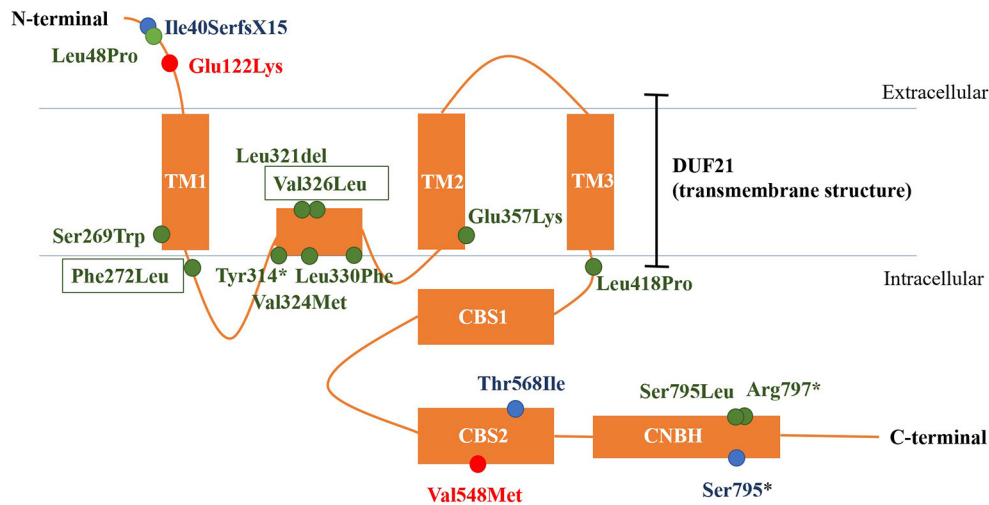 N-terminal
Ile40SerfsX15
Leu48Pro
Glu122Lys
Extracellular
Leu321del
Val326Leu
TM1
TM2
TM3
DUF21
(transmembrane structure)
Ser269Trp
Glu357Lys
Phe272Leu
Tyr314* Leu330Phe
Val324Met
Leu418Pro
Intracellular
CBS1
Thr568Ile
Ser795Leu
Arg797*
CBS2
CNBH
C-terminal
Val548Met
Ser795*